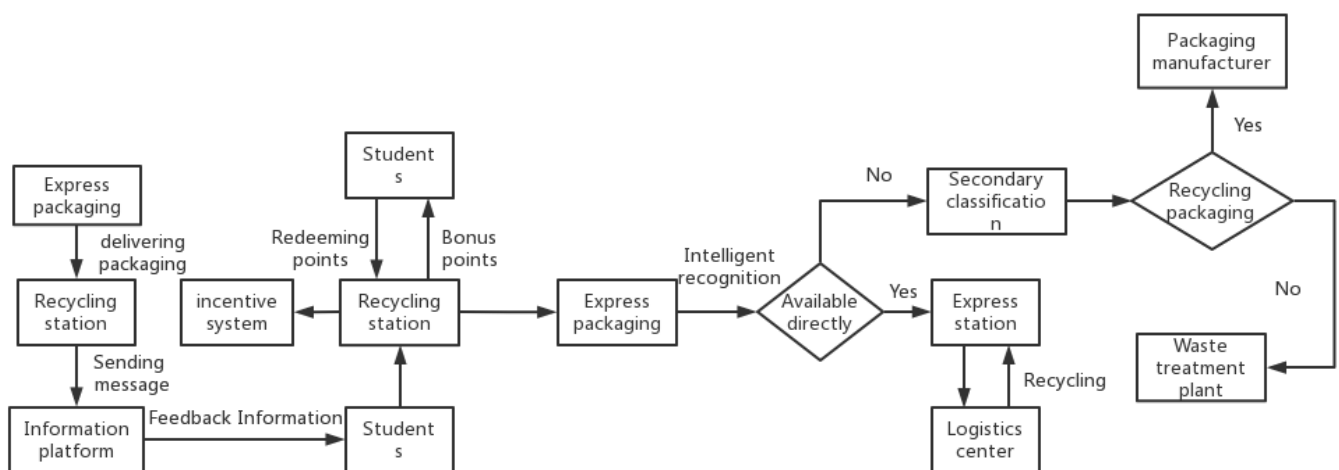 Packaging
manufacturer
Yes
Student
s
No
Secondary
classificatio
n
Recycling
packaging
Express
packaging
delivering
packaging
Redeeming
points
Bonus
points
Intelligent
recognition
Recycling
station
incentive
system
Recycling
station
Express
packaging
Available
directly
Yes
Express
station
No
Sending
message
Recycling
Waste
treatment
plant
Information
platform
Feedback Information
Student
s
Logistics
center